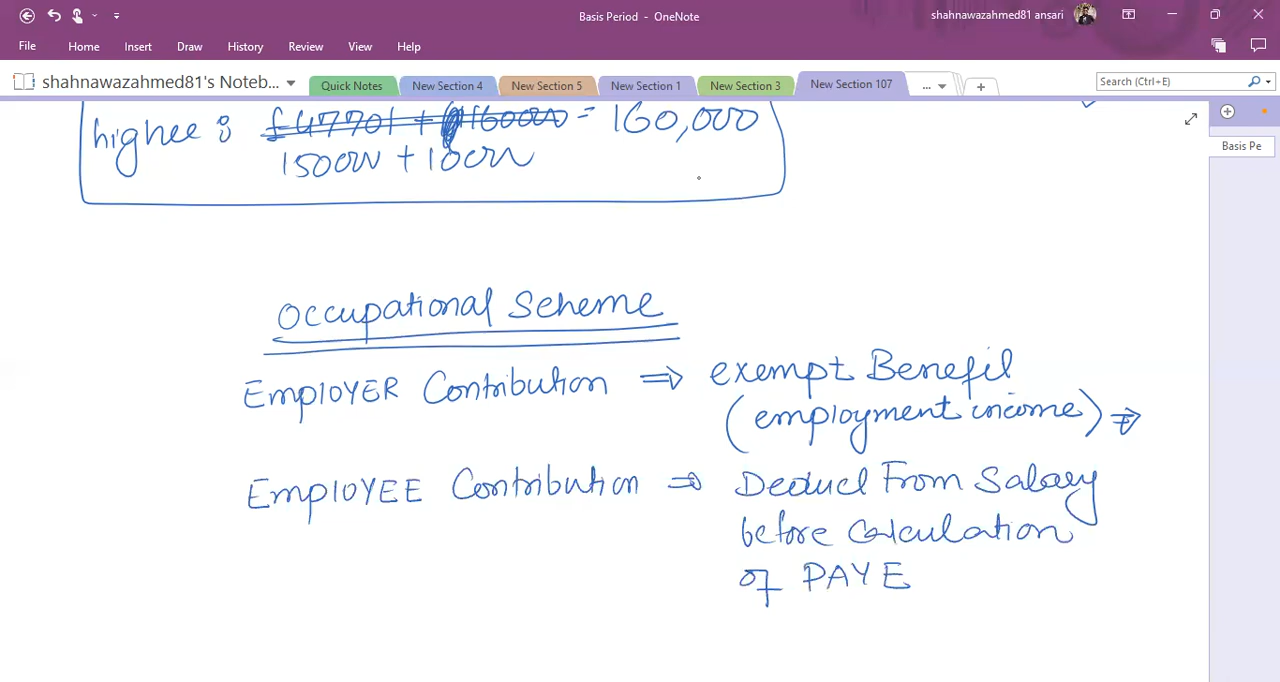 Basis Period - OneNote
shahnawazahmed81 ansari
File Home Insert Draw History Review View Help
shahnawazahmed81's Noteb...
Quick Notes
New Section 4
New Section 5
New Section 1
New Section 3
New Section 107
...
Search (Ctrl+E)
Basis Pe
higher : £47701 + 116000 = 160,000
150000 + 10000
Occupational Scheme
EMPLOYER Contribution ⇒ exempt Benefit
(employment income) ⇒
EMPLOYEE Contribution ⇒ Deduct From Salary
before Calculation
of PAYE